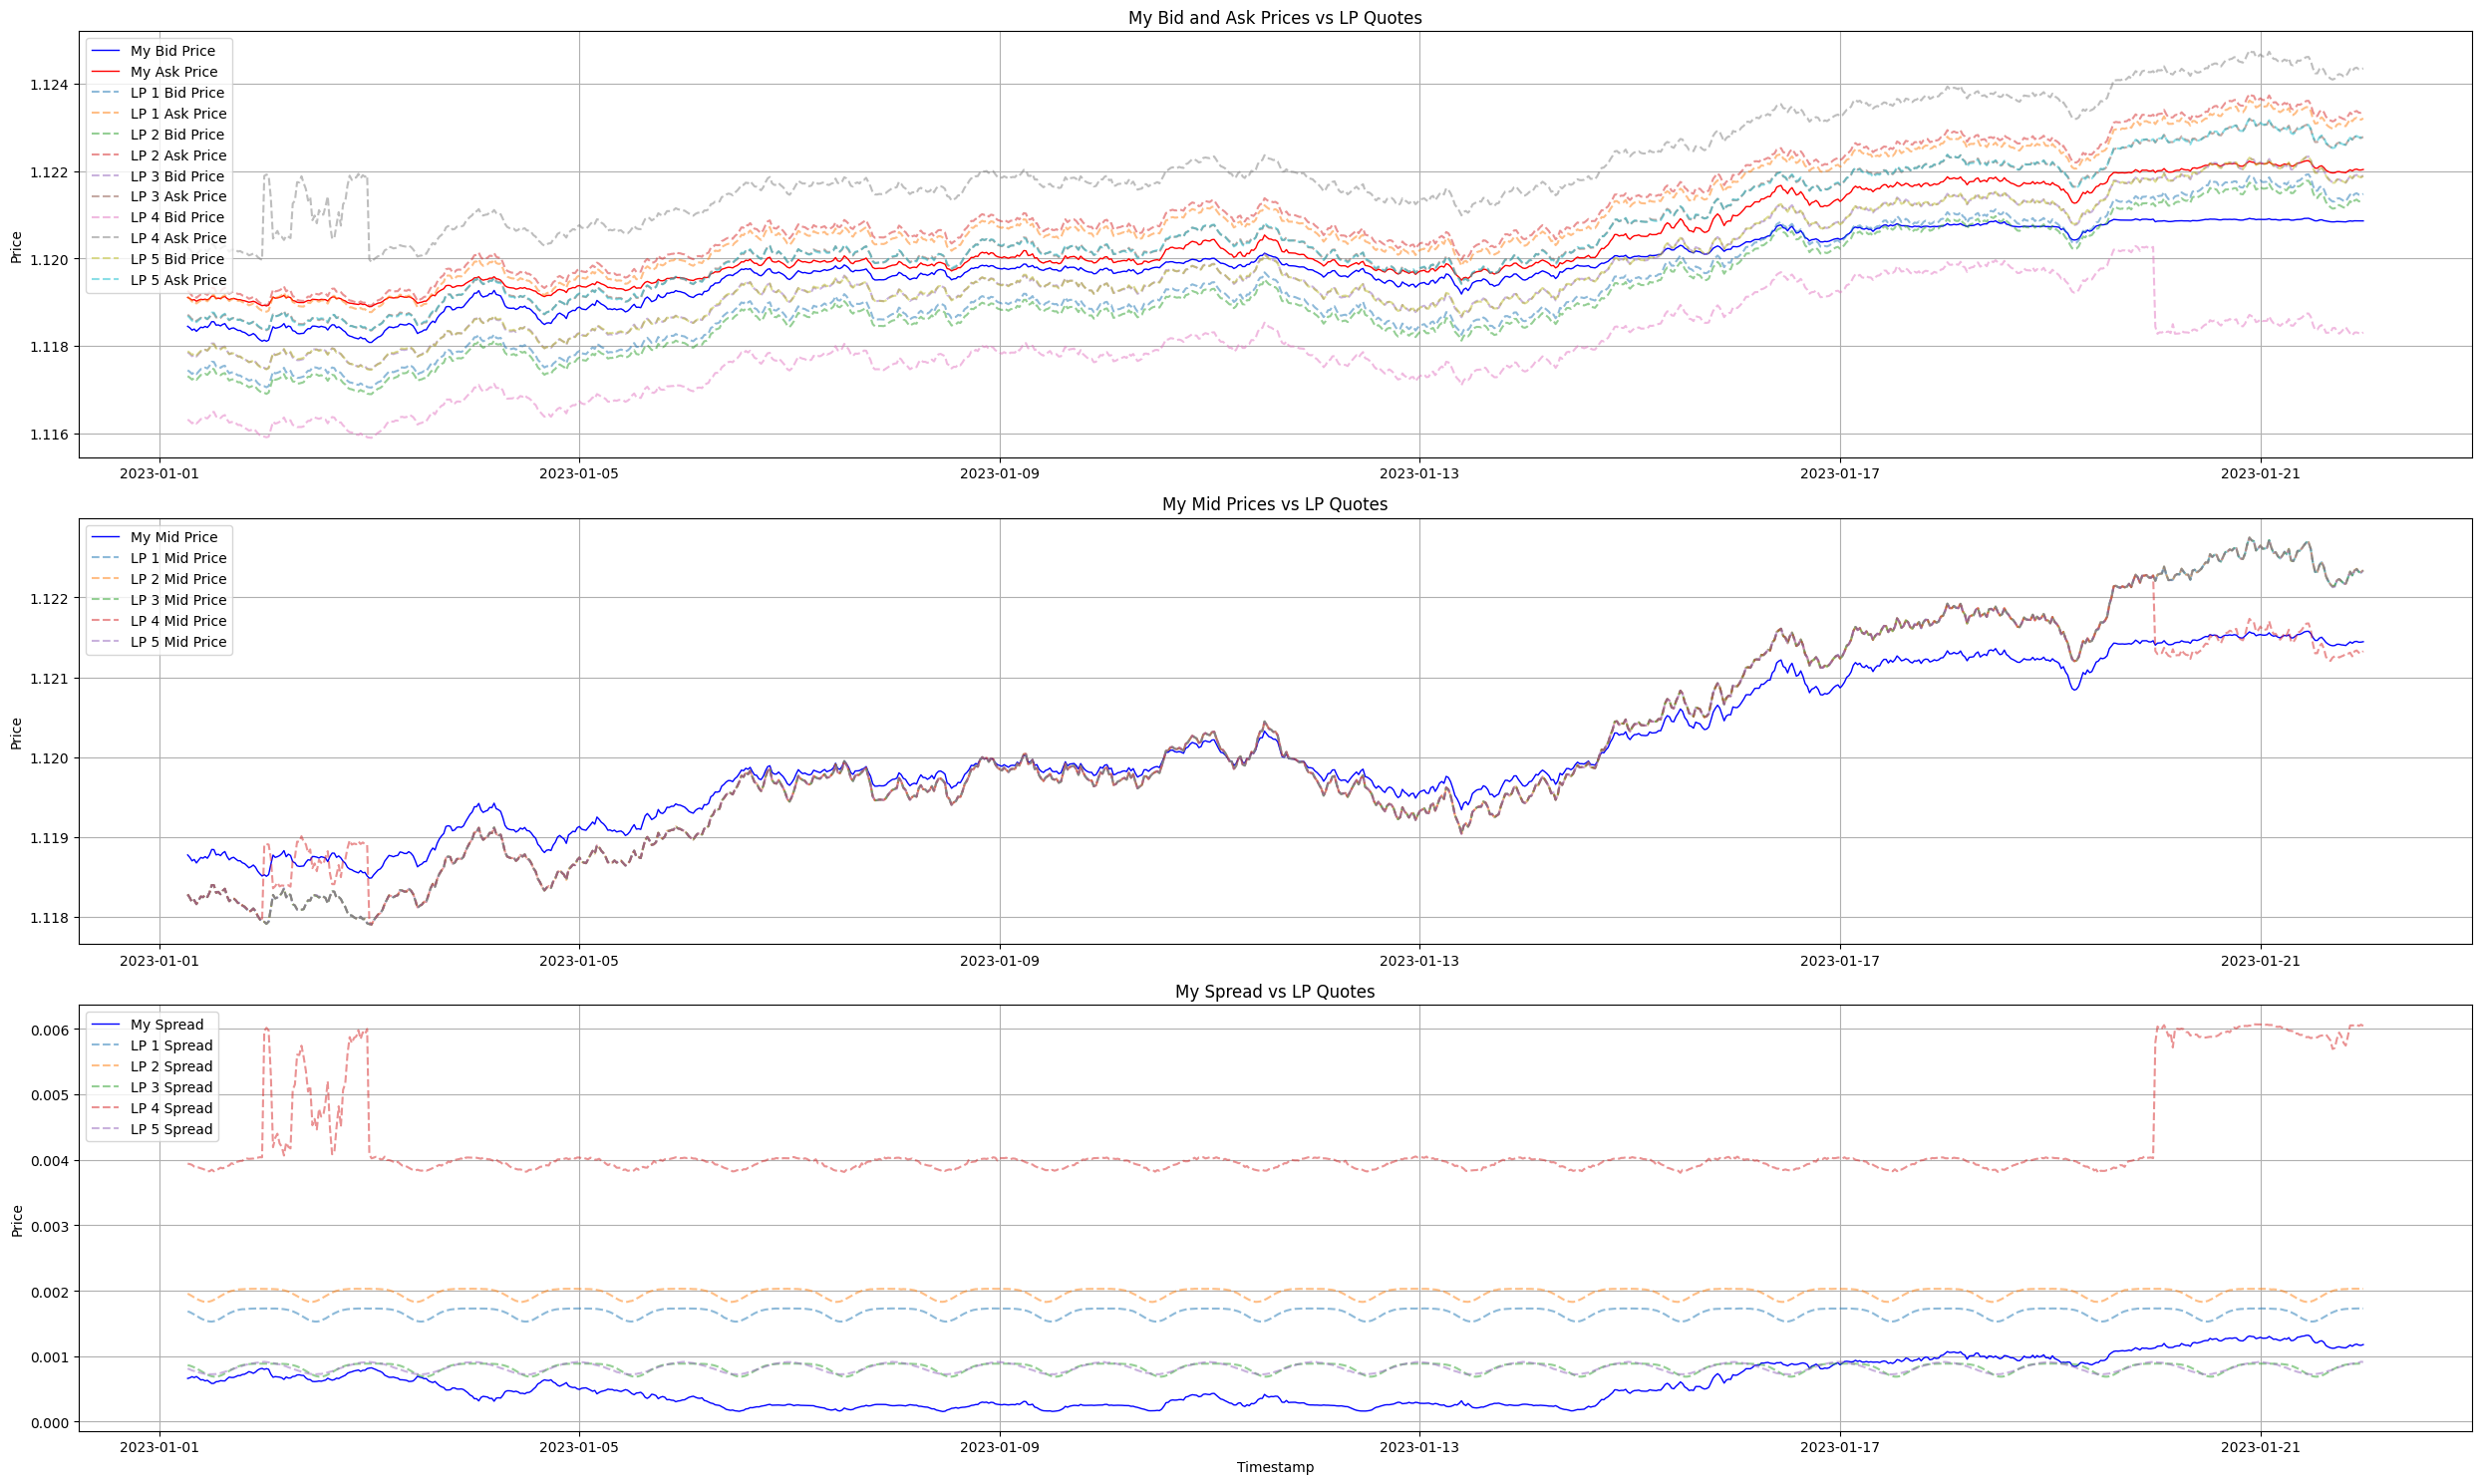 My Bid and Ask Prices vs LP Quotes
My Bid Price
My Ask Price
LP 1 Bid Price
LP 1 Ask Price
LP 2 Bid Price
LP 2 Ask Price
LP 3 Bid Price
LP 3 Ask Price
LP 4 Bid Price
LP 4 Ask Price
LP 5 Bid Price
LP 5 Ask Price
Price
1.124
1.122
1.120
1.118
1.116
2023-01-01 2023-01-05 2023-01-09 2023-01-13 2023-01-17 2023-01-21
My Mid Prices vs LP Quotes
My Mid Price
LP 1 Mid Price
LP 2 Mid Price
LP 3 Mid Price
LP 4 Mid Price
LP 5 Mid Price
Price
1.122
1.121
1.120
1.119
1.118
2023-01-01 2023-01-05 2023-01-09 2023-01-13 2023-01-17 2023-01-21
My Spread vs LP Quotes
My Spread
LP 1 Spread
LP 2 Spread
LP 3 Spread
LP 4 Spread
LP 5 Spread
Price
0.006
0.005
0.004
0.003
0.002
0.001
0.000
2023-01-01 2023-01-05 2023-01-09 2023-01-13 2023-01-17 2023-01-21
Timestamp